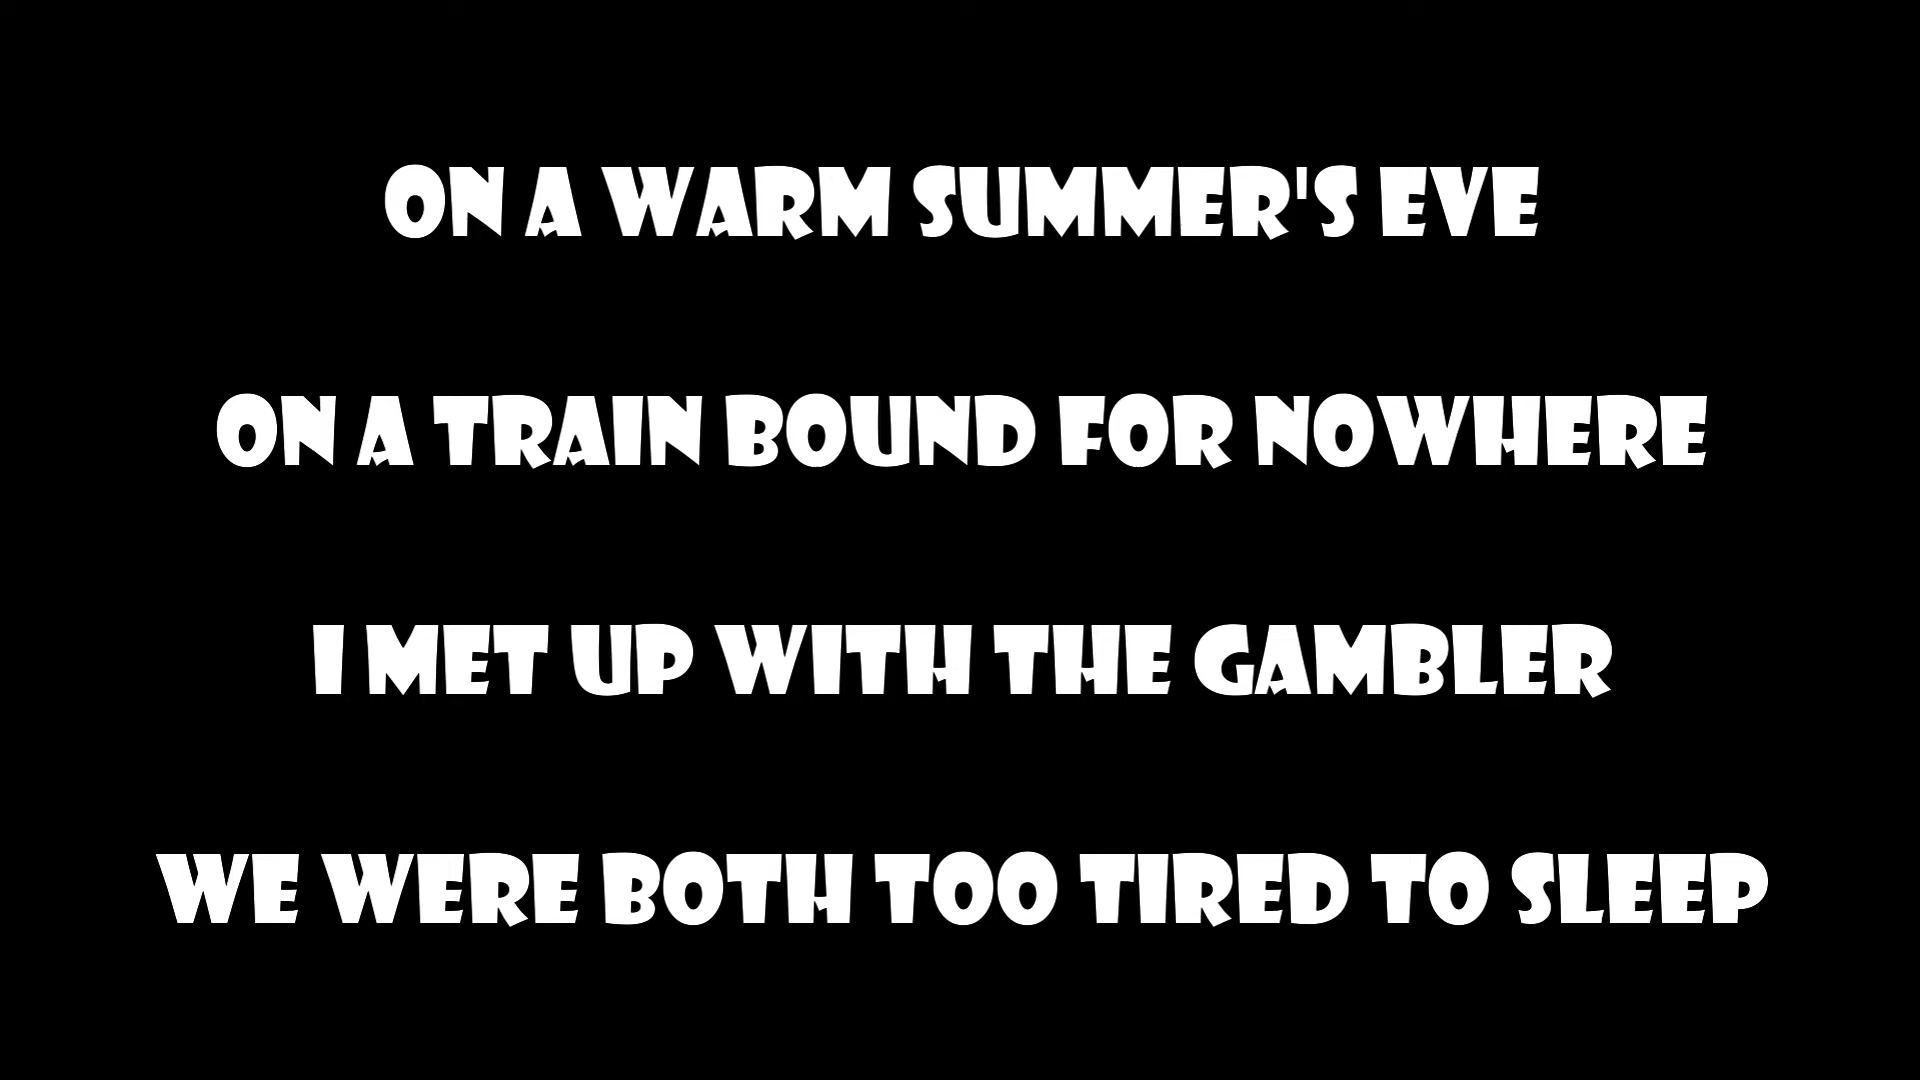 ON A WARM SUMMER'S EVE
ON A TRAIN BOUND FOR NOWHERE
I MET UP WITH THE GAMBLER
WE WERE BOTH TOO TIRED TO SLEEP